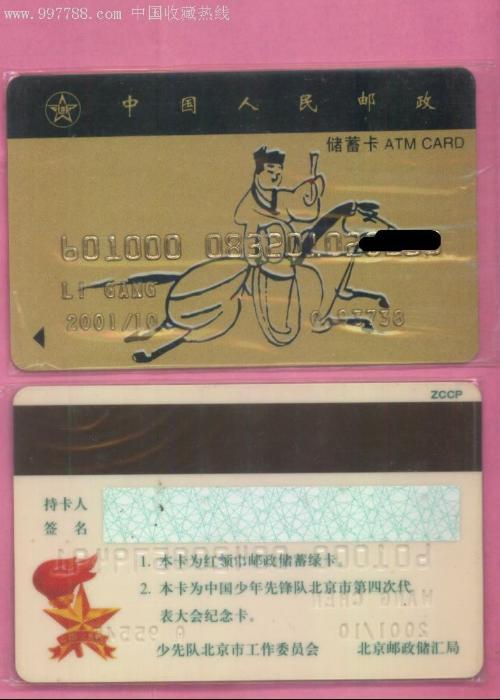 www.997788.com 中国收藏热线
中国人民邮政
储蓄卡 ATM CARD
601000
LI GANG
2001/10
ZCCP
持卡人
签名
1. 本卡为红领巾邮政储蓄绿卡。
2. 本卡为中国少年先锋队北京市第四次代
表大会纪念卡。
2001/10
少先队北京市工作委员会 北京邮政储汇局